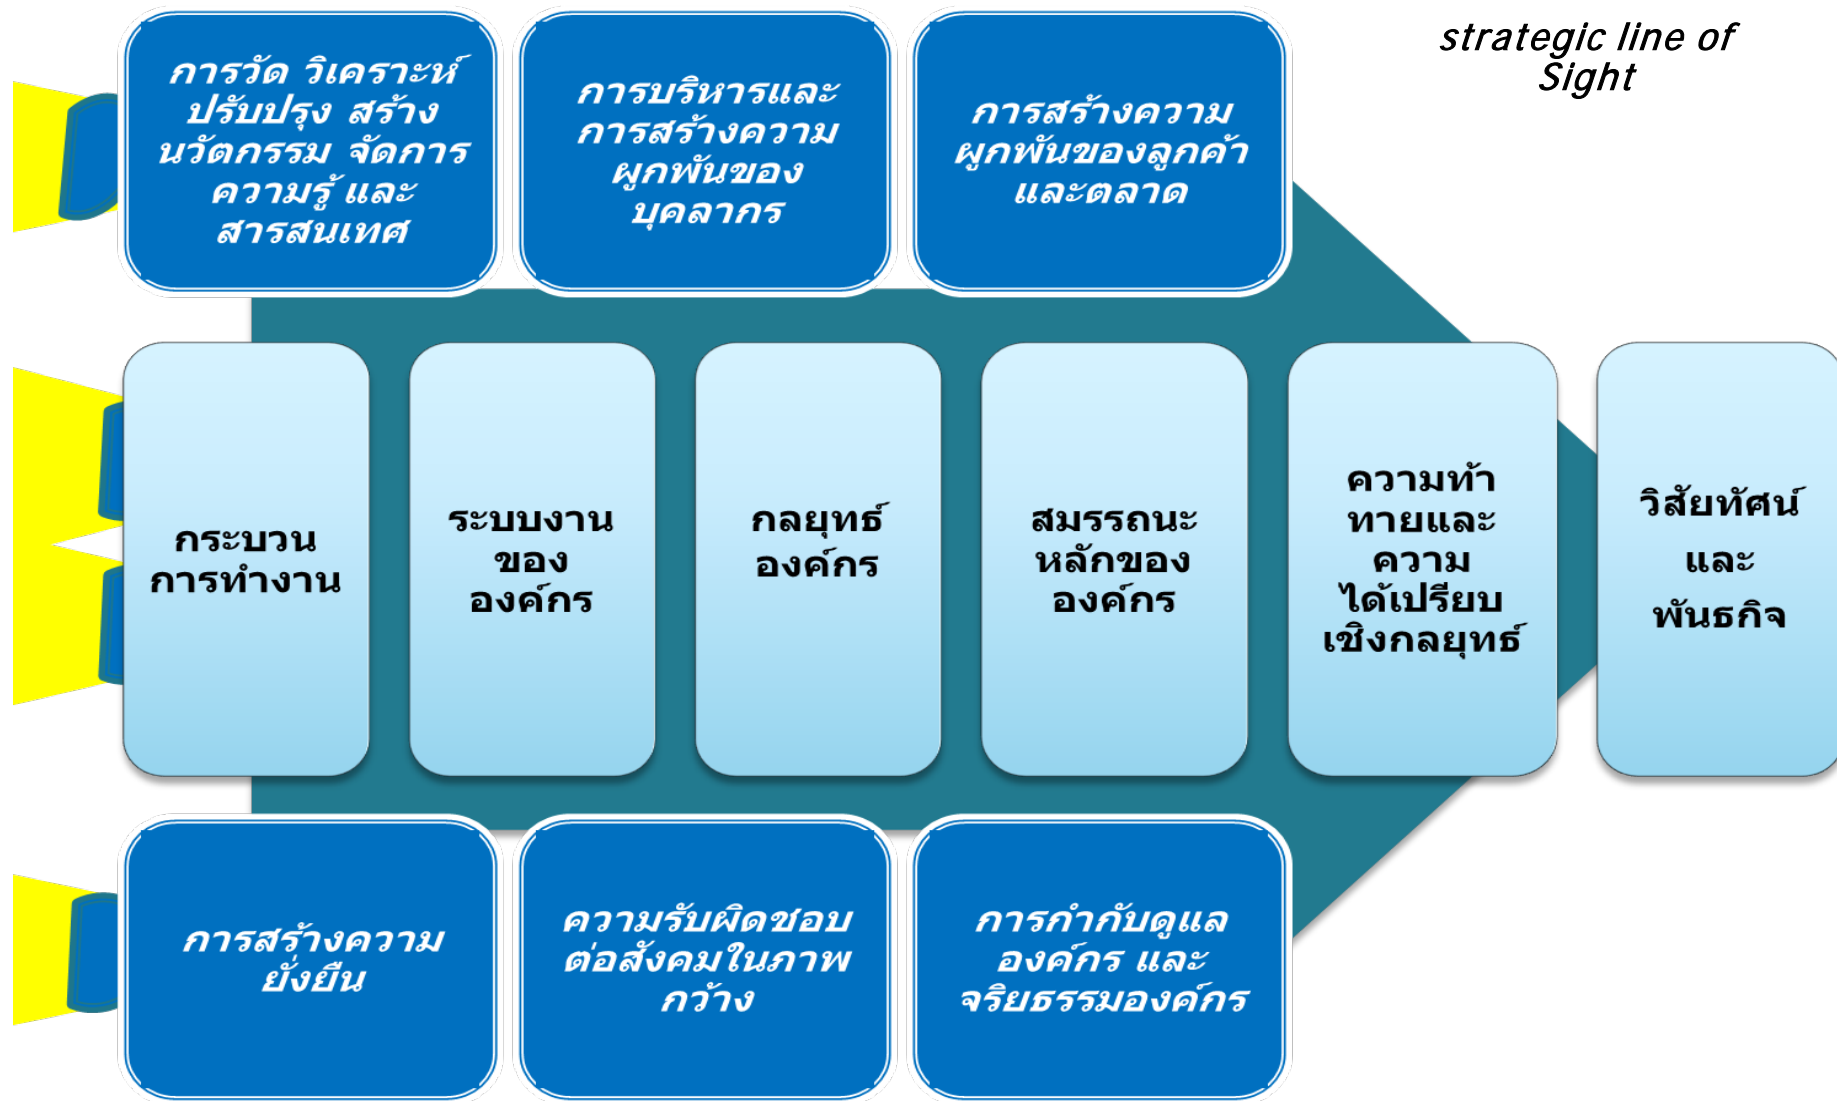 strategic line of
Sight
การวัด วิเคราะห์
ปรับปรุง สร้าง
นวัตกรรม จัดการ
ความรู้ และ
สารสนเทศ
การบริหารและ
การสร้างความ
ผูกพันของ
บุคลากร
การสร้างความ
ผูกพันของลูกค้า
และตลาด
กระบวน
การทำงาน
ระบบงาน
ของ
องค์กร
กลยุทธ์
องค์กร
สมรรถนะ
หลักของ
องค์กร
ความท้า
ทายและ
ความ
ได้เปรียบ
เชิงกลยุทธ์
วิสัยทัศน์
และ
พันธกิจ
การสร้างความ
ยั่งยืน
ความรับผิดชอบ
ต่อสังคมในภาพ
กว้าง
การกำกับดูแล
องค์กร และ
จริยธรรมองค์กร